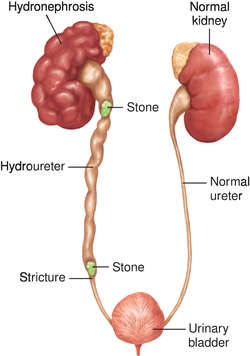 Hydronephrosis
Normal
kidney
Stone
Hydroureter
Normal
ureter
Stone
Stricture
Urinary
bladder